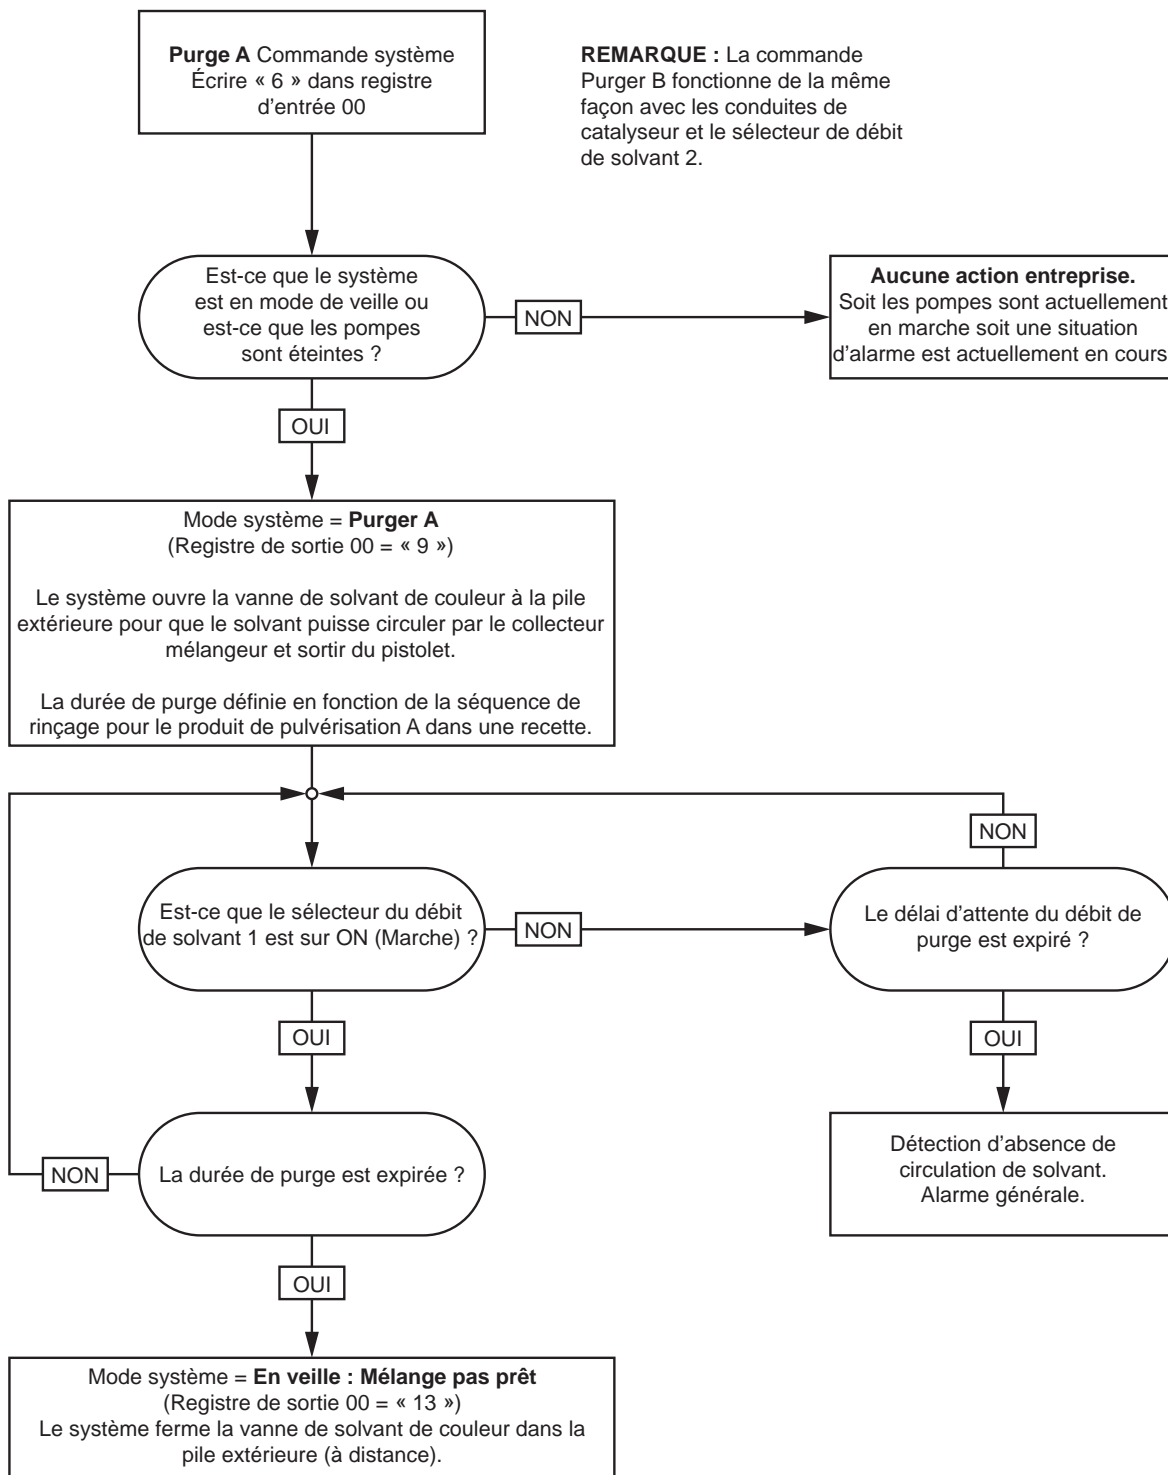 Purge A Commande système
Écrire « 6 » dans registre
d'entrée 00
REMARQUE : La commande
Purger B fonctionne de la même
façon avec les conduites de
catalyseur et le sélecteur de débit
de solvant 2.
Est-ce que le système
est en mode de veille ou
est-ce que les pompes
sont éteintes ?
NON
Aucune action entreprise.
Soit les pompes sont actuellement
en marche soit une situation
d'alarme est actuellement en cours
OUI
Mode système = Purger A
(Registre de sortie 00 = « 9 »)
Le système ouvre la vanne de solvant de couleur à la pile
extérieure pour que le solvant puisse circuler par le collecteur
mélangeur et sortir du pistolet.
La durée de purge définie en fonction de la séquence de
rinçage pour le produit de pulvérisation A dans une recette.
NON
Est-ce que le sélecteur du débit
de solvant 1 est sur ON (Marche) ?
NON
Le délai d'attente du débit de
purge est expiré ?
OUI
OUI
NON
La durée de purge est expirée ?
Détection d'absence de
circulation de solvant.
Alarme générale.
OUI
Mode système = En veille : Mélange pas prêt
(Registre de sortie 00 = « 13 »)
Le système ferme la vanne de solvant de couleur dans la
pile extérieure (à distance).